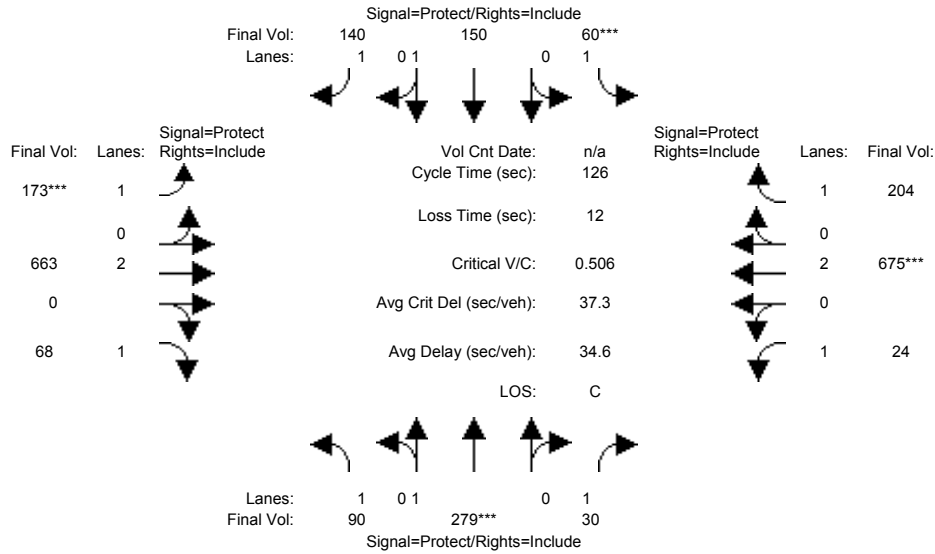 Signal=Protect/Rights=Include
Final Vol: 140 150 60***
Lanes: 1 0 1 0 1
Signal=Protect Signal=Protect
Final Vol: Lanes: Rights=Include Vol Cnt Date: n/a Rights=Include Lanes: Final Vol:
Cycle Time (sec): 126
173*** 1 1 204
Loss Time (sec): 12
0 0
663 2 Critical V/C: 0.506 2 675***
0 Avg Crit Del (sec/veh): 37.3 0
68 1 Avg Delay (sec/veh): 34.6 1 24
LOS: C
Lanes: 1 0 1 0 1
Final Vol: 90 279*** 30
Signal=Protect/Rights=Include